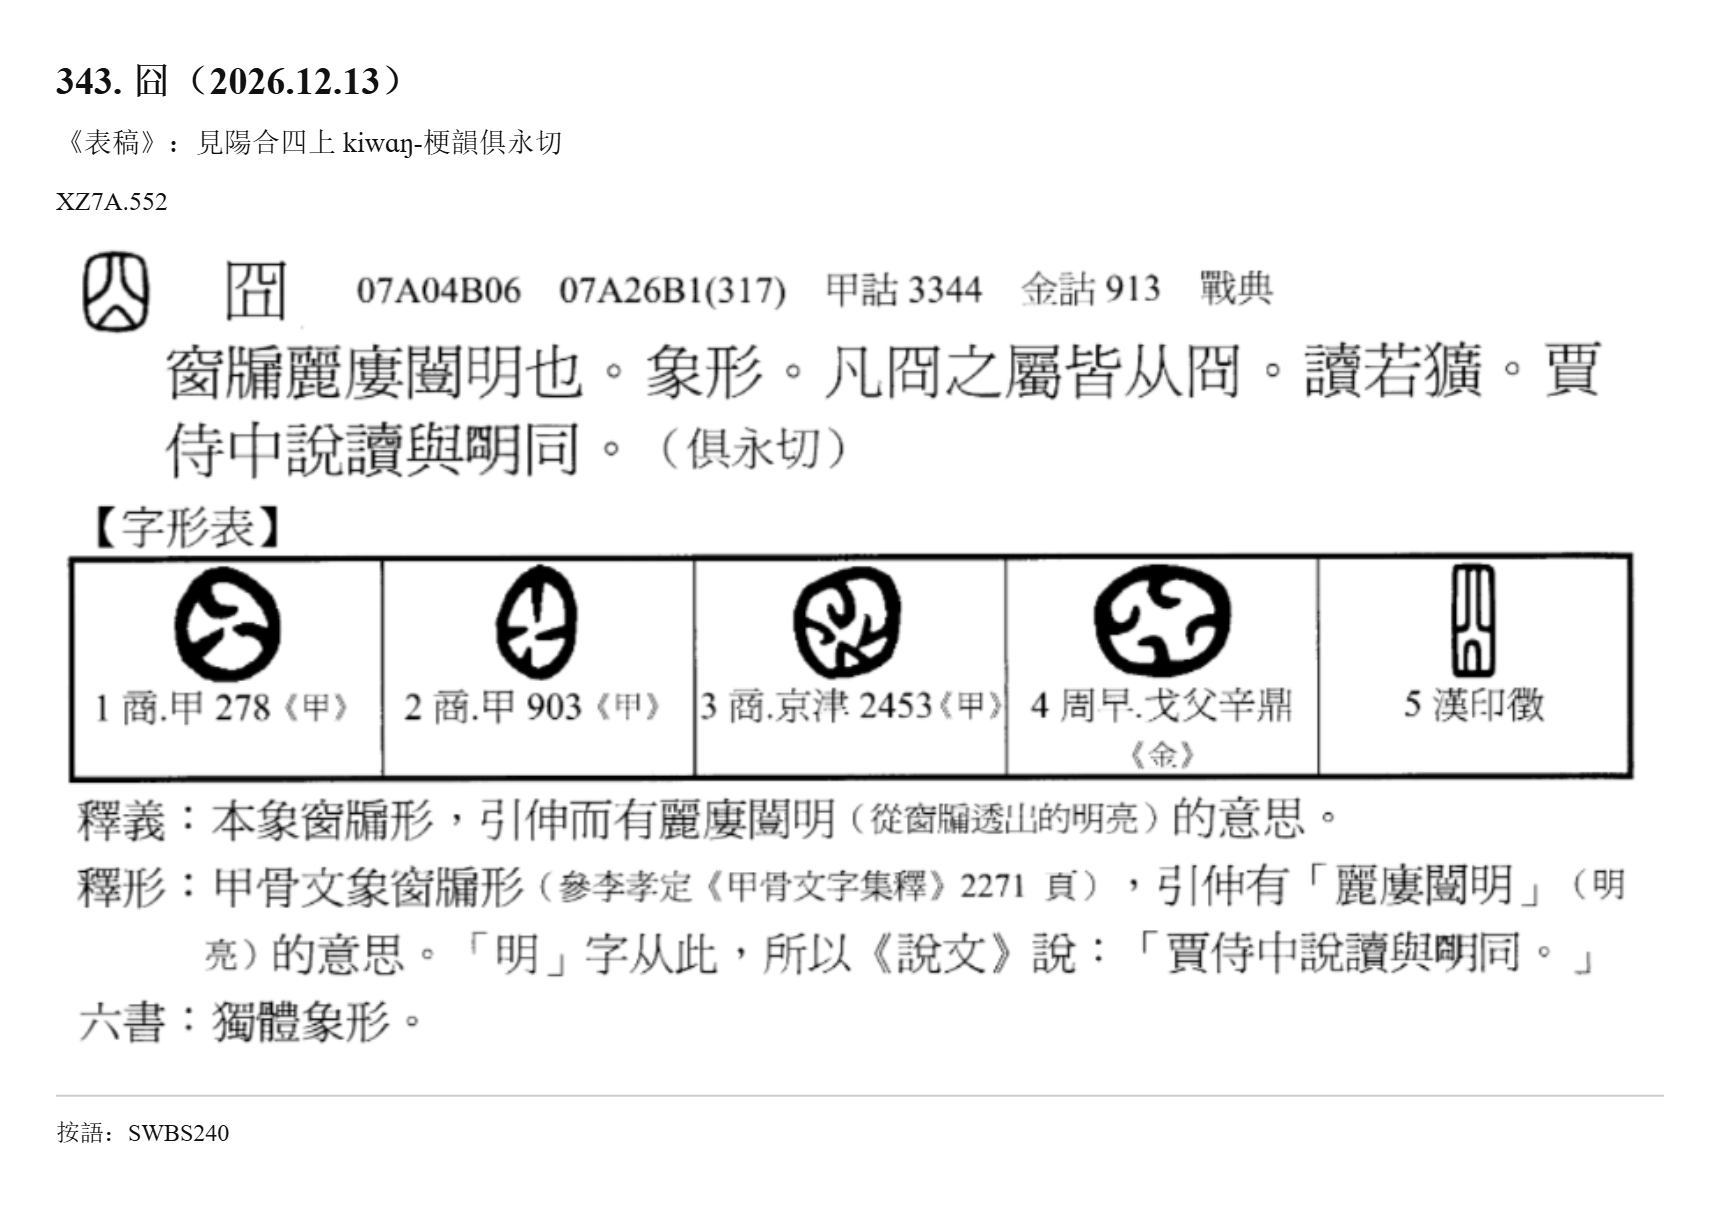 343. 囧（2026.12.13）
《表稿》：見陽合四上 kiwɑŋ-梗韻俱永切
XZ7A.552
囧 07A04B06 07A26B1(317) 甲詁 3344 金詁 913 戰典
窗牖麗廔闓明也。象形。凡囧之屬皆从囧。讀若獷。賈
侍中說讀與朙同。（俱永切）
【字形表】
1 商.甲 278《甲》
2 商.甲 903《甲》
3 商.京津 2453《甲》
4 周早.戈父辛鼎
《金》
5 漢印徵
釋義：本象窗牖形，引伸而有麗廔闓明（從窗牖透出的明亮）的意思。
釋形：甲骨文象窗牖形（參李孝定《甲骨文字集釋》2271 頁），引伸有「麗廔闓明」（明
亮）的意思。「明」字从此，所以《說文》說：「賈侍中說讀與朙同。」
六書：獨體象形。
按語：SWBS240